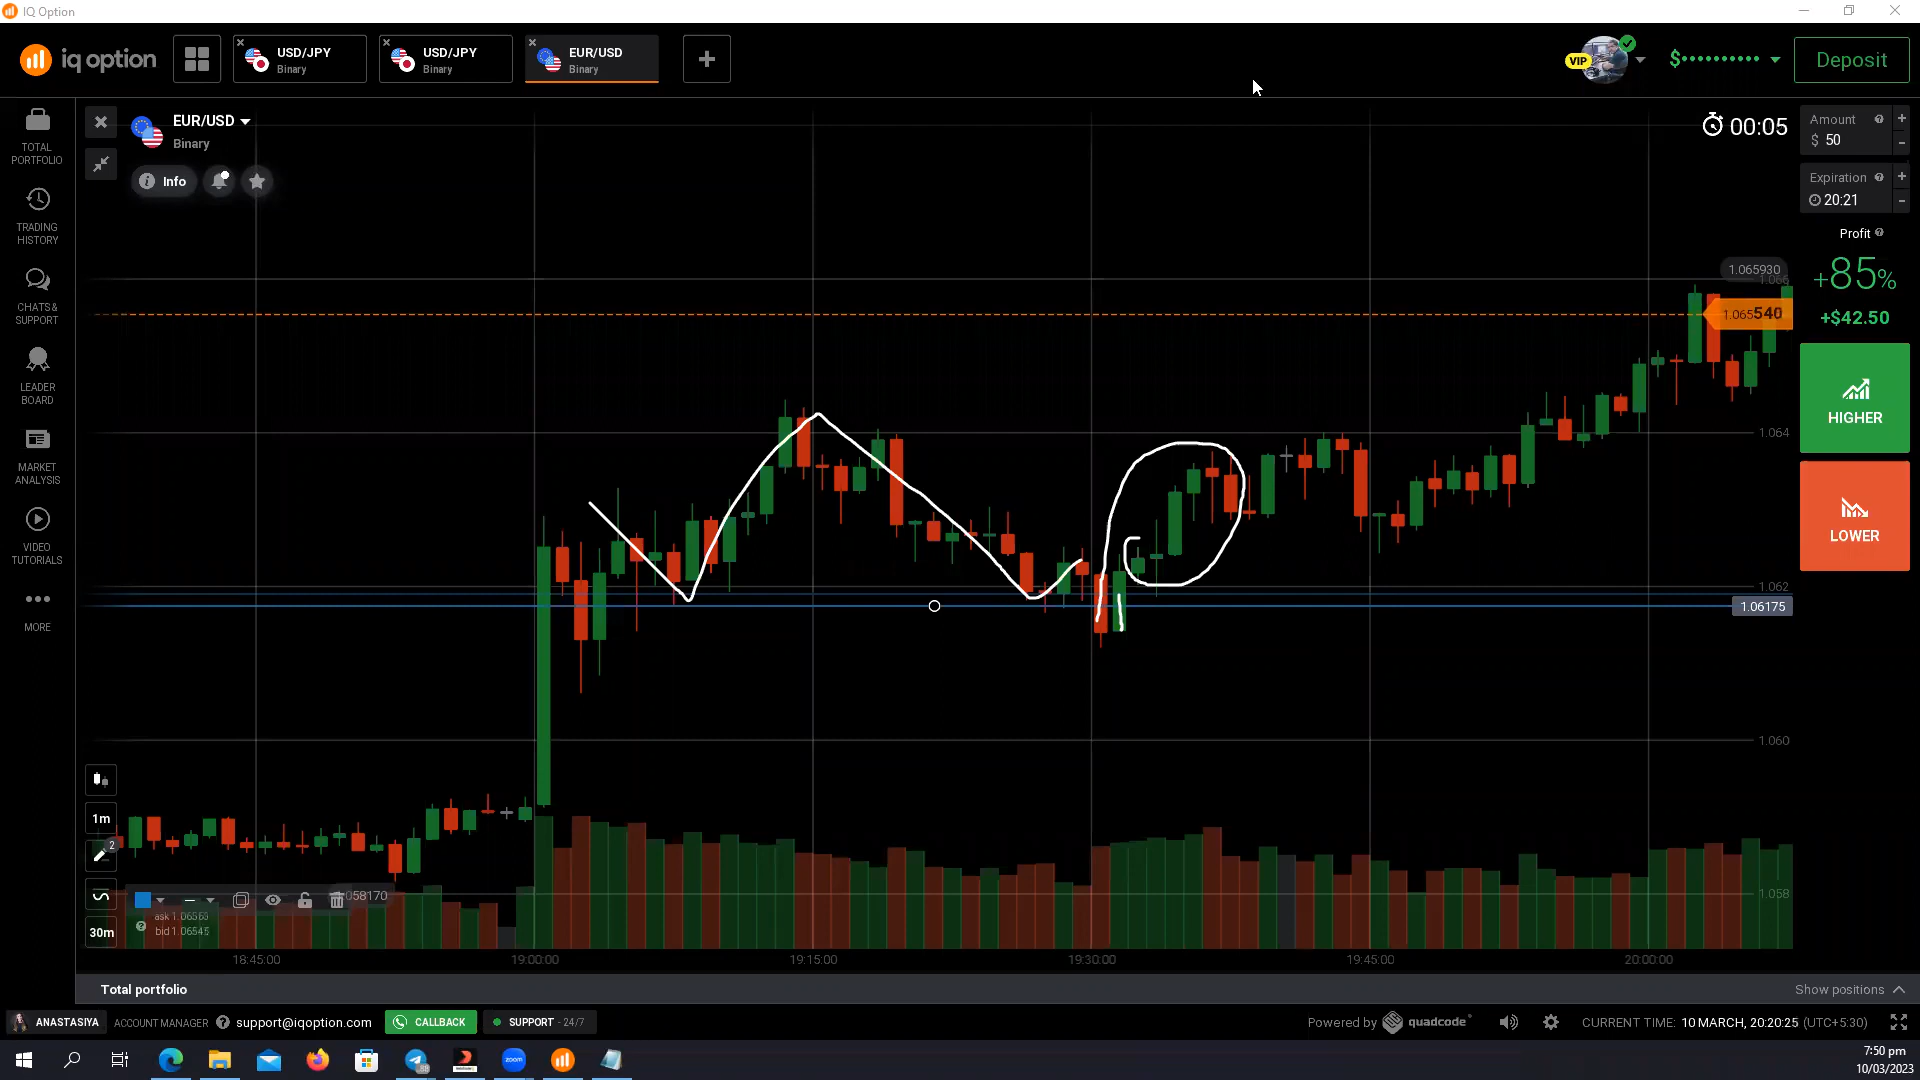 IQ Option
iq option
USD/JPY
Binary
USD/JPY
Binary
EUR/USD
Binary
VIP
$••••••••••
Deposit
TOTAL
PORTFOLIO
TRADING
HISTORY
CHATS &
SUPPORT
LEADER
BOARD
MARKET
ANALYSIS
VIDEO
TUTORIALS
MORE
EUR/USD
Binary
Info
00:05
Amount
$ 50
Expiration
20:21
Profit
+85%
+$42.50
HIGHER
LOWER
1.065930
1.066
1.065540
1.064
1.062
1.06175
1.060
1.058
1m
2
30m
058170
ask 1.06560
bid 1.06545
18:45:00
19:00:00
19:15:00
19:30:00
19:45:00
20:00:00
Total portfolio
Show positions
ANASTASIYA
ACCOUNT MANAGER
support@iqoption.com
CALLBACK
SUPPORT - 24/7
Powered by quadcode
CURRENT TIME: 10 MARCH, 20:20:25 (UTC+5:30)
7:50 pm
10/03/2023